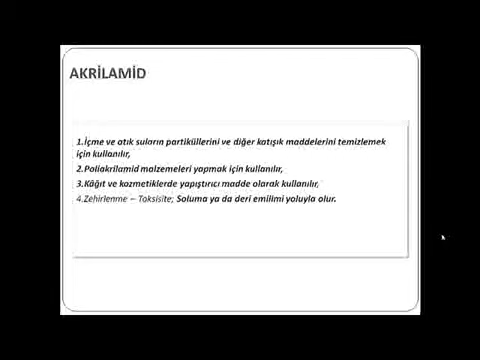 AKRİLAMİD
1.İçme ve atık suların partiküllerini ve diğer katışık maddelerini temizlemek
için kullanılır,
2.Poliakrilamid malzemeleri yapmak için kullanılır,
3.Kâğıt ve kozmetiklerde yapıştırıcı madde olarak kullanılır,
4.Zehirlenme – Toksisite; Soluma ya da deri emilimi yoluyla olur.